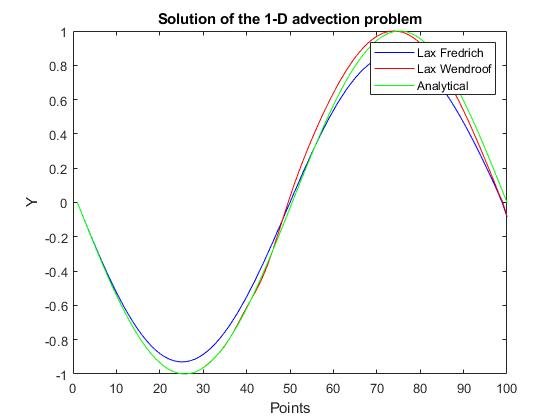 Solution of the 1-D advection problem
1
0.8
0.6
0.4
0.2
0
-0.2
-0.4
-0.6
-0.8
-1
Y
Lax Fredrich
Lax Wendroof
Analytical
0 10 20 30 40 50 60 70 80 90 100
Points